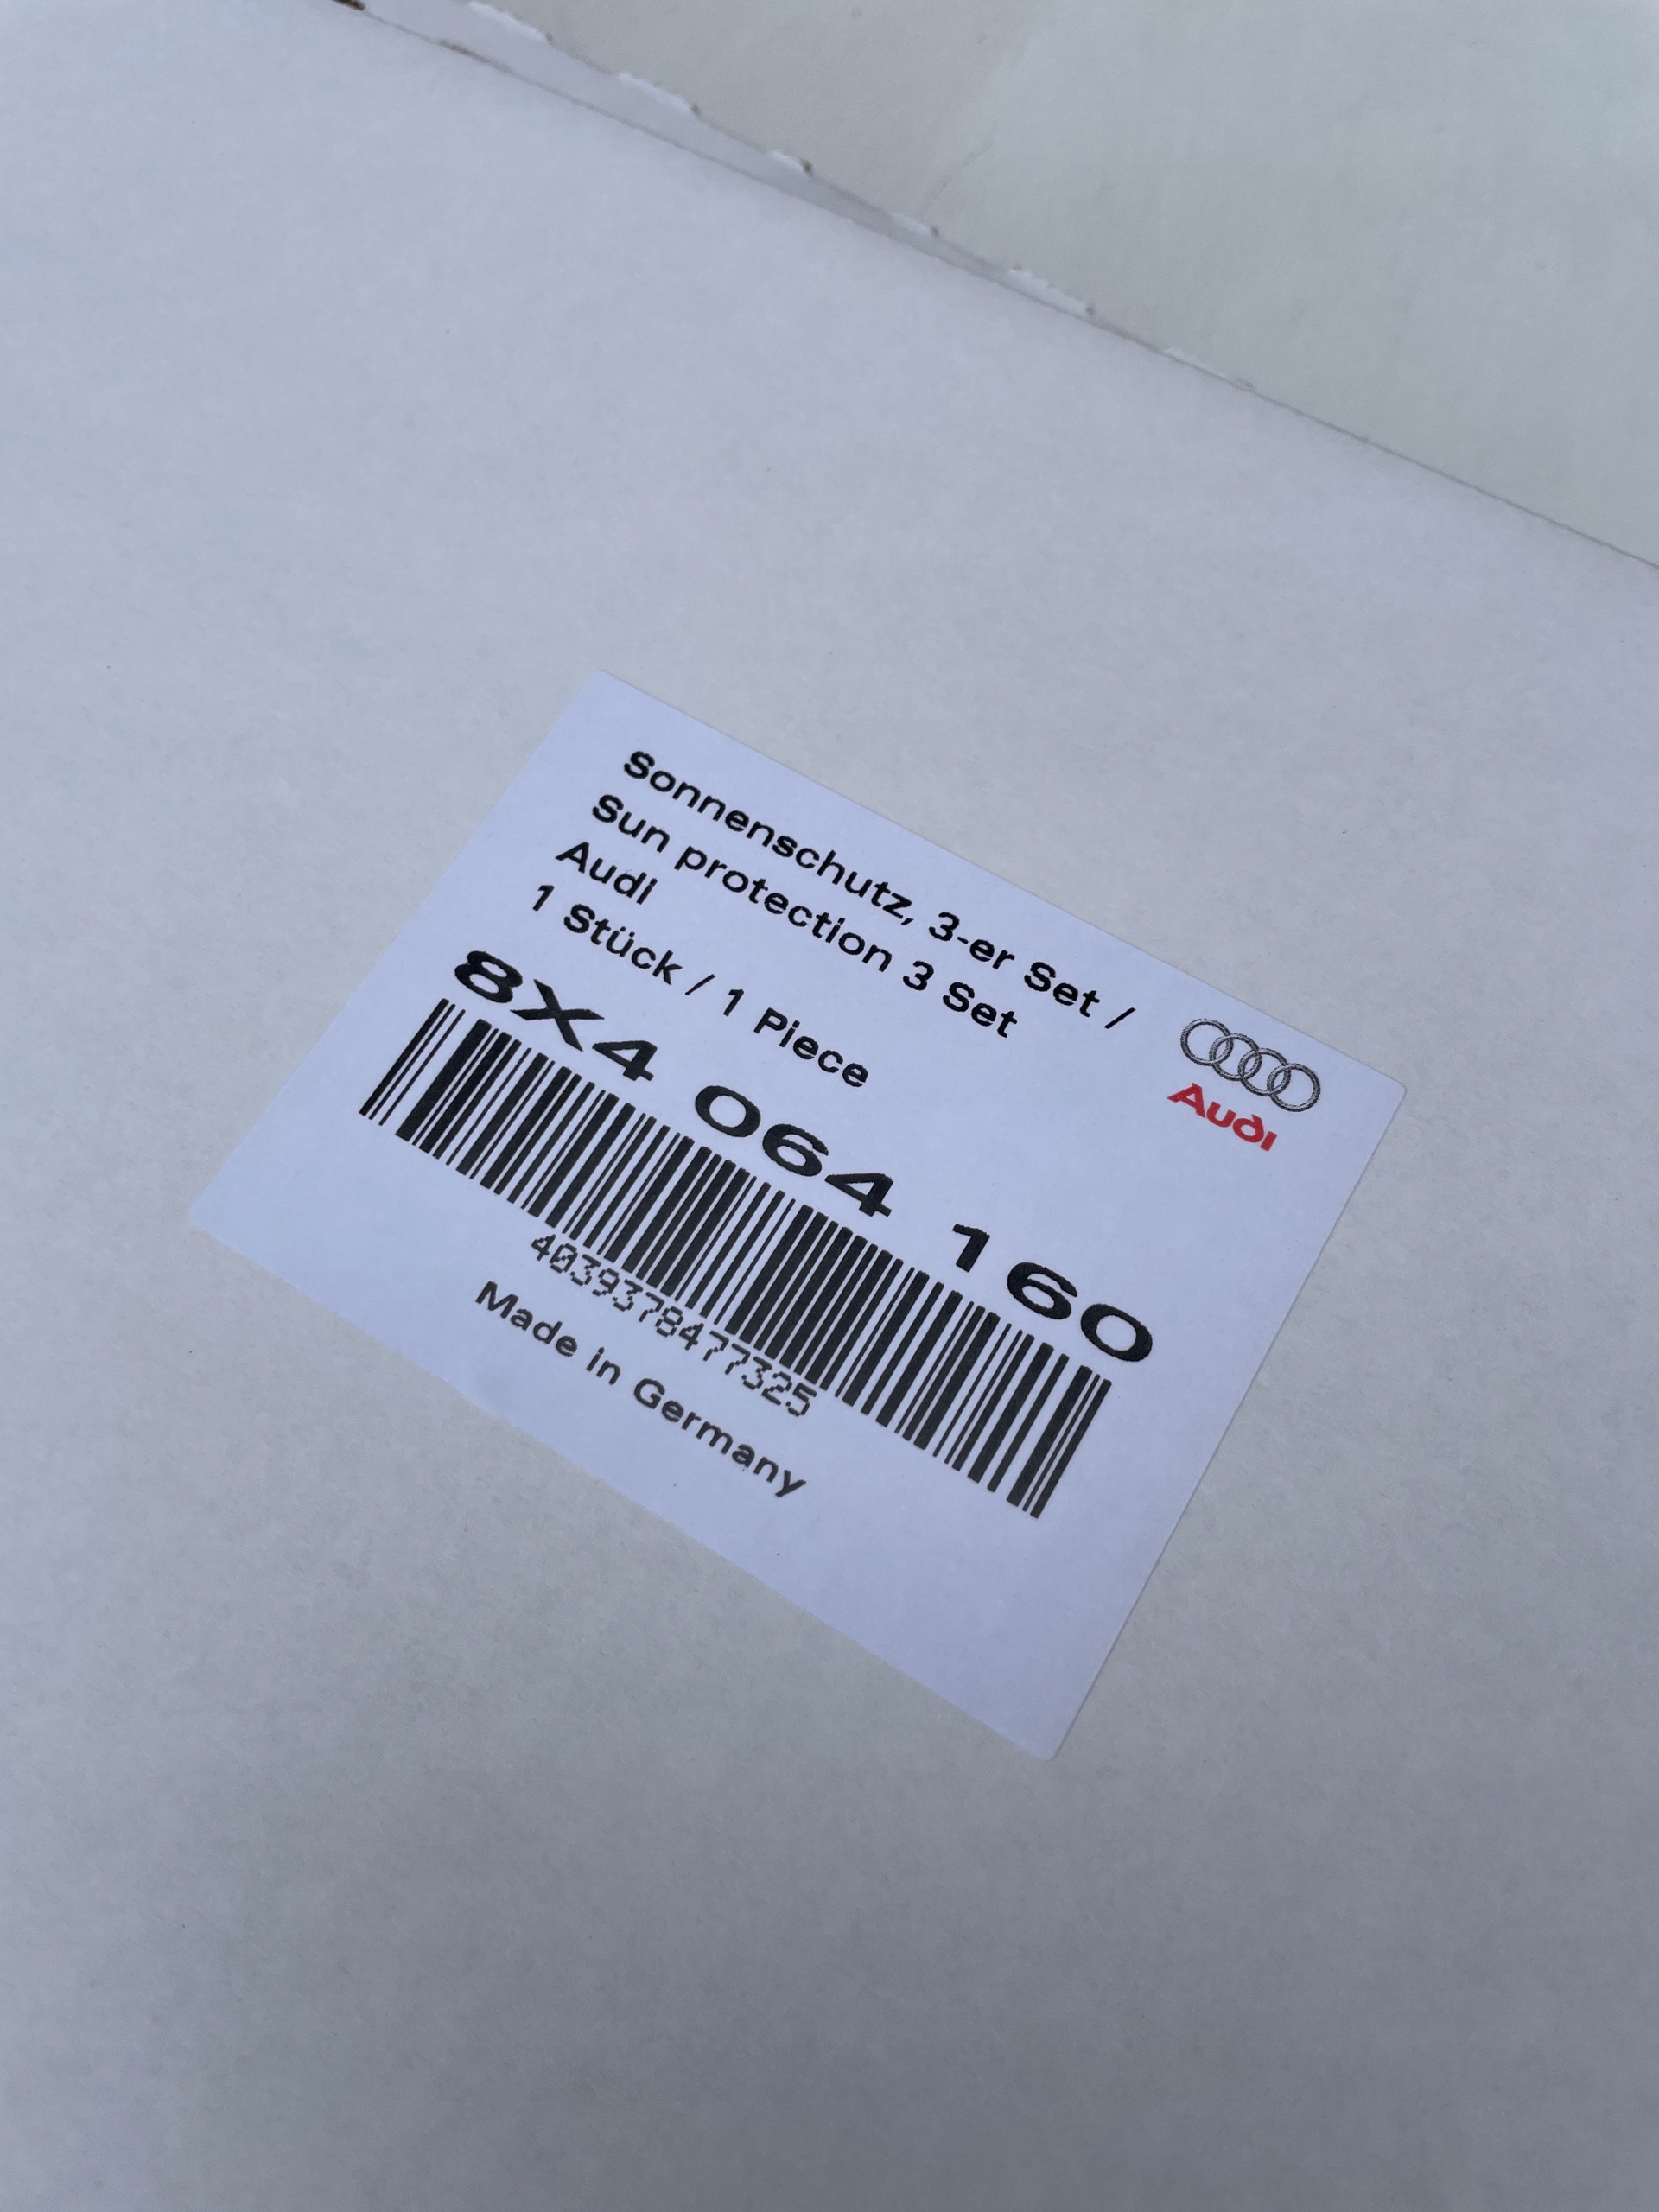 Sonnenschutz, 3-er Set /
Sun protection 3 Set
Audi
1 Stück / 1 Piece
Audi
8X4 064 160
4039378477325
Made in Germany